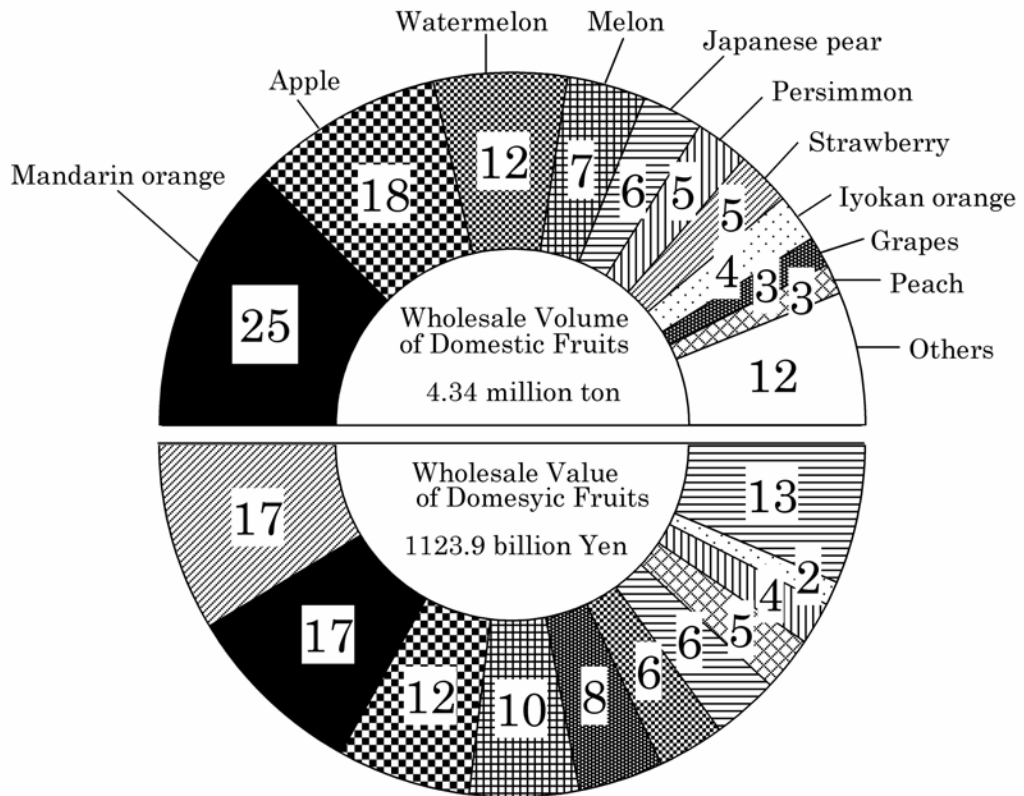 Watermelon
Melon
Japanese pear
Apple
Persimmon
Strawberry
Mandarin orange
Iyokan orange
Grapes
Peach
Others
25
18
12
7
6
5
5
4
3
3
12
Wholesale Volume
of Domestic Fruits
4.34 million ton
Wholesale Value
of Domesyic Fruits
1123.9 billion Yen
17
17
12
10
8
6
6
5
4
2
13